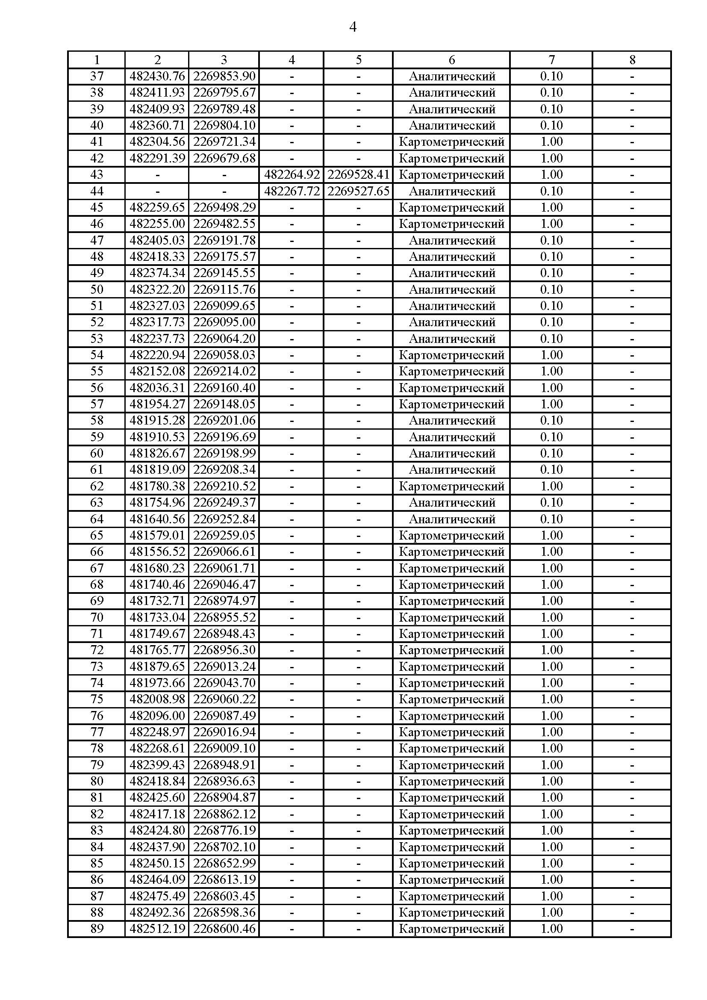 4
1 2 3 4 5 6 7 8
37 482430.76 2269853.90 - - Аналитический 0.10 -
38 482411.93 2269795.67 - - Аналитический 0.10 -
39 482409.93 2269789.48 - - Аналитический 0.10 -
40 482360.71 2269804.10 - - Аналитический 0.10 -
41 482304.56 2269721.34 - - Картометрический 1.00 -
42 482291.39 2269679.68 - - Картометрический 1.00 -
43 - - 482264.92 2269528.41 Картометрический 1.00 -
44 - - 482267.72 2269527.65 Аналитический 0.10 -
45 482259.65 2269498.29 - - Картометрический 1.00 -
46 482255.00 2269482.55 - - Картометрический 1.00 -
47 482405.03 2269191.78 - - Аналитический 0.10 -
48 482418.33 2269175.57 - - Аналитический 0.10 -
49 482374.34 2269145.55 - - Аналитический 0.10 -
50 482322.20 2269115.76 - - Аналитический 0.10 -
51 482327.03 2269099.65 - - Аналитический 0.10 -
52 482317.73 2269095.00 - - Аналитический 0.10 -
53 482237.73 2269064.20 - - Аналитический 0.10 -
54 482220.94 2269058.03 - - Картометрический 1.00 -
55 482152.08 2269214.02 - - Картометрический 1.00 -
56 482036.31 2269160.40 - - Картометрический 1.00 -
57 481954.27 2269148.05 - - Картометрический 1.00 -
58 481915.28 2269201.06 - - Аналитический 0.10 -
59 481910.53 2269196.69 - - Аналитический 0.10 -
60 481826.67 2269198.99 - - Аналитический 0.10 -
61 481819.09 2269208.34 - - Аналитический 0.10 -
62 481780.38 2269210.52 - - Картометрический 1.00 -
63 481754.96 2269249.37 - - Аналитический 0.10 -
64 481640.56 2269252.84 - - Аналитический 0.10 -
65 481579.01 2269259.05 - - Картометрический 1.00 -
66 481556.52 2269066.61 - - Картометрический 1.00 -
67 481680.23 2269061.71 - - Картометрический 1.00 -
68 481740.46 2269046.47 - - Картометрический 1.00 -
69 481732.71 2268974.97 - - Картометрический 1.00 -
70 481733.04 2268955.52 - - Картометрический 1.00 -
71 481749.67 2268948.43 - - Картометрический 1.00 -
72 481765.77 2268956.30 - - Картометрический 1.00 -
73 481879.65 2269013.24 - - Картометрический 1.00 -
74 481973.66 2269043.70 - - Картометрический 1.00 -
75 482008.98 2269060.22 - - Картометрический 1.00 -
76 482096.00 2269087.49 - - Картометрический 1.00 -
77 482248.97 2269016.94 - - Картометрический 1.00 -
78 482268.61 2269009.10 - - Картометрический 1.00 -
79 482399.43 2268948.91 - - Картометрический 1.00 -
80 482418.84 2268936.63 - - Картометрический 1.00 -
81 482425.60 2268904.87 - - Картометрический 1.00 -
82 482417.18 2268862.12 - - Картометрический 1.00 -
83 482424.80 2268776.19 - - Картометрический 1.00 -
84 482437.90 2268702.10 - - Картометрический 1.00 -
85 482450.15 2268652.99 - - Картометрический 1.00 -
86 482464.09 2268613.19 - - Картометрический 1.00 -
87 482475.49 2268603.45 - - Картометрический 1.00 -
88 482492.36 2268598.36 - - Картометрический 1.00 -
89 482512.19 2268600.46 - - Картометрический 1.00 -